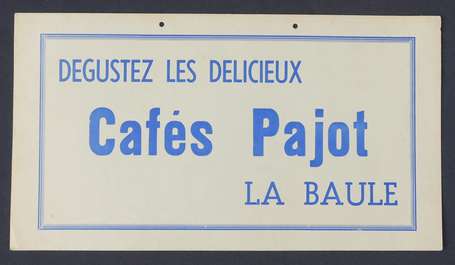 DEGUSTEZ LES DELICIEUX
Cafés Pajot
LA BAULE